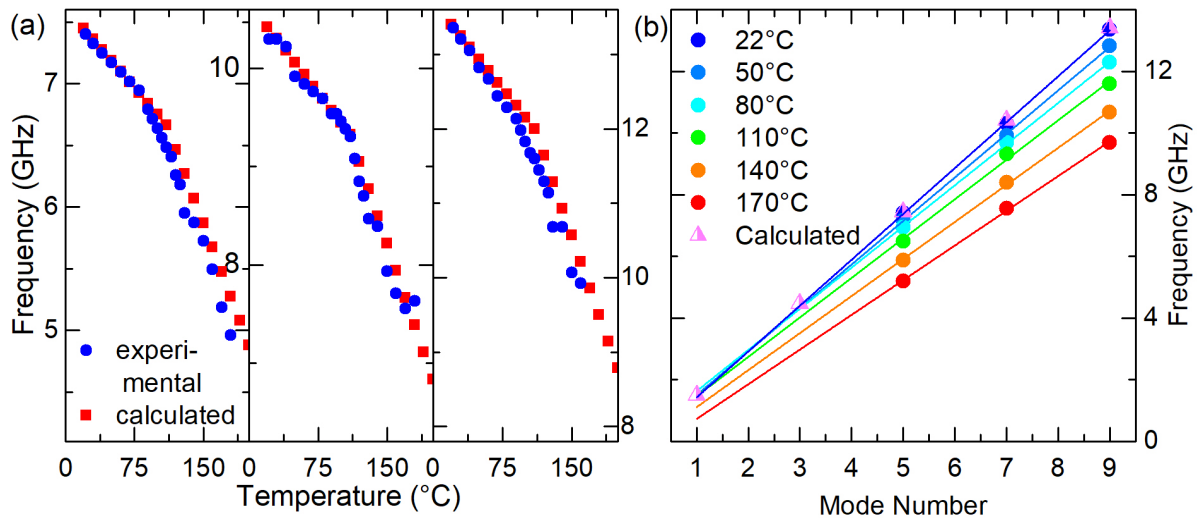 (a)
Frequency (GHz)
7
6
5
10
8
12
10
8
experi-
mental
calculated
0 75 150 0 75 150 0 75 150
Temperature (°C)
(b)
22°C
50°C
80°C
110°C
140°C
170°C
Calculated
12
8
4
0
Frequency (GHz)
1 2 3 4 5 6 7 8 9
Mode Number